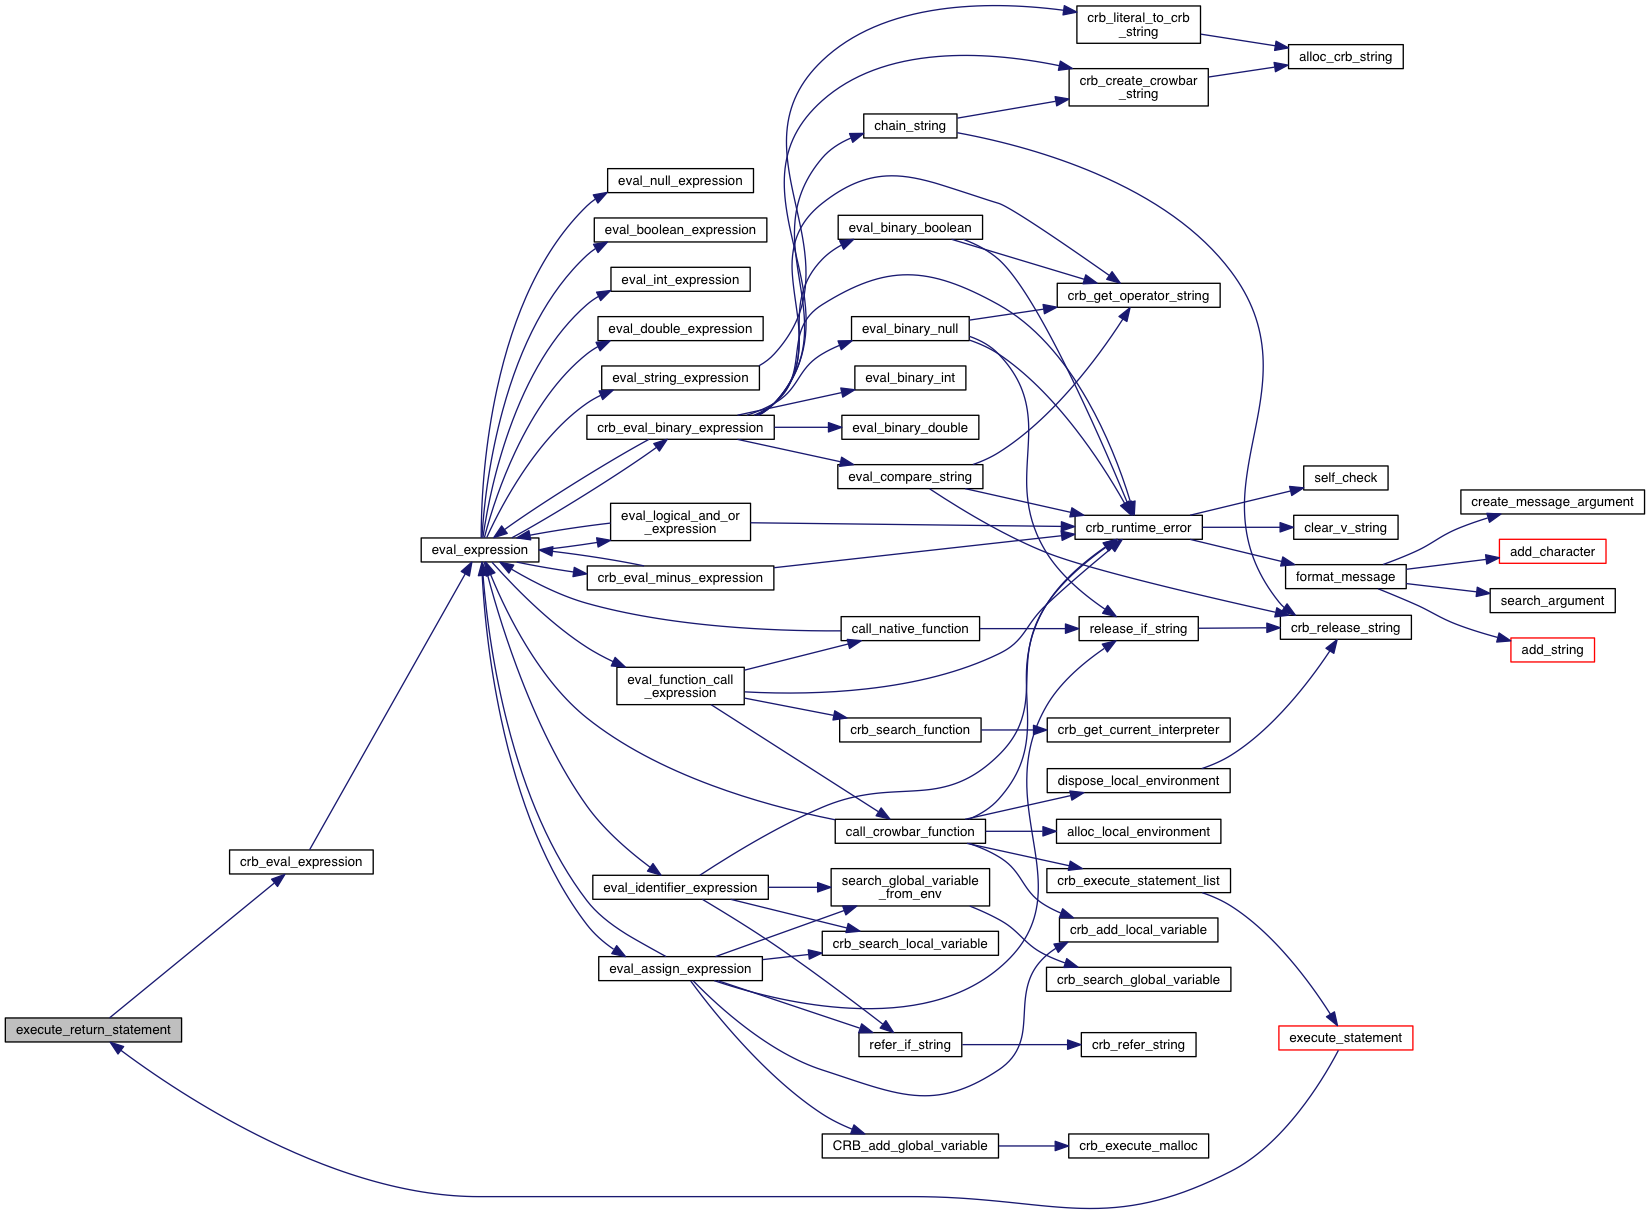 crb_literal_to_crb
_string
alloc_crb_string
crb_create_crowbar
_string
chain_string
eval_null_expression
eval_boolean_expression
eval_binary_boolean
eval_int_expression
crb_get_operator_string
eval_double_expression
eval_binary_null
eval_string_expression
eval_binary_int
crb_eval_binary_expression
eval_binary_double
eval_compare_string
self_check
create_message_argument
eval_logical_and_or
_expression
crb_runtime_error
clear_v_string
eval_expression
add_character
crb_eval_minus_expression
format_message
search_argument
call_native_function
release_if_string
crb_release_string
add_string
eval_function_call
_expression
crb_search_function
crb_get_current_interpreter
dispose_local_environment
call_crowbar_function
alloc_local_environment
crb_eval_expression
crb_execute_statement_list
eval_identifier_expression
search_global_variable
_from_env
crb_add_local_variable
crb_search_local_variable
eval_assign_expression
crb_search_global_variable
execute_return_statement
refer_if_string
crb_refer_string
execute_statement
CRB_add_global_variable
crb_execute_malloc